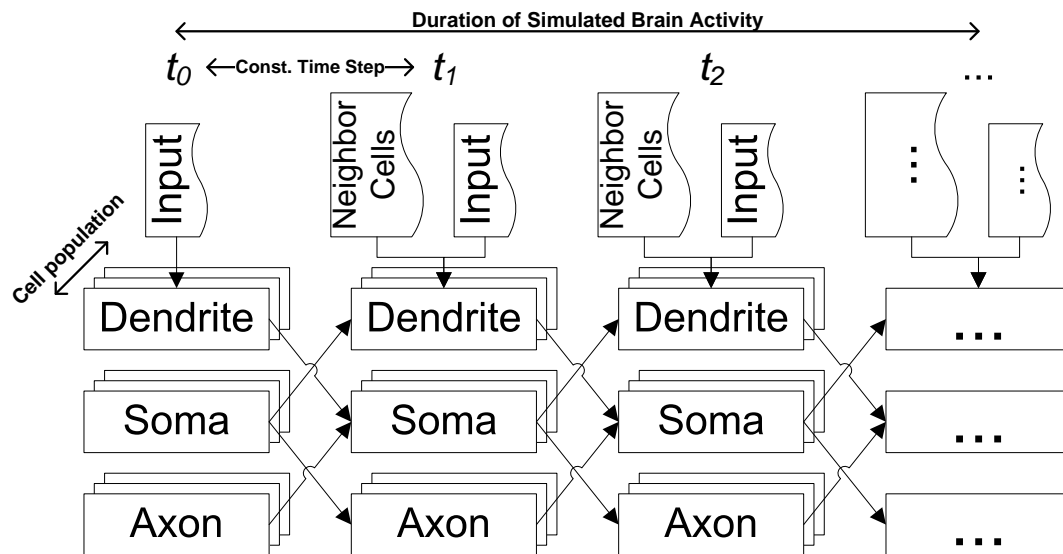 Duration of Simulated Brain Activity
t0
Const. Time Step
t1
t2
...
Input
Neighbor
Cells
Input
Neighbor
Cells
Input
...
...
Cell population
Dendrite
Dendrite
Dendrite
...
Soma
Soma
Soma
...
Axon
Axon
Axon
...